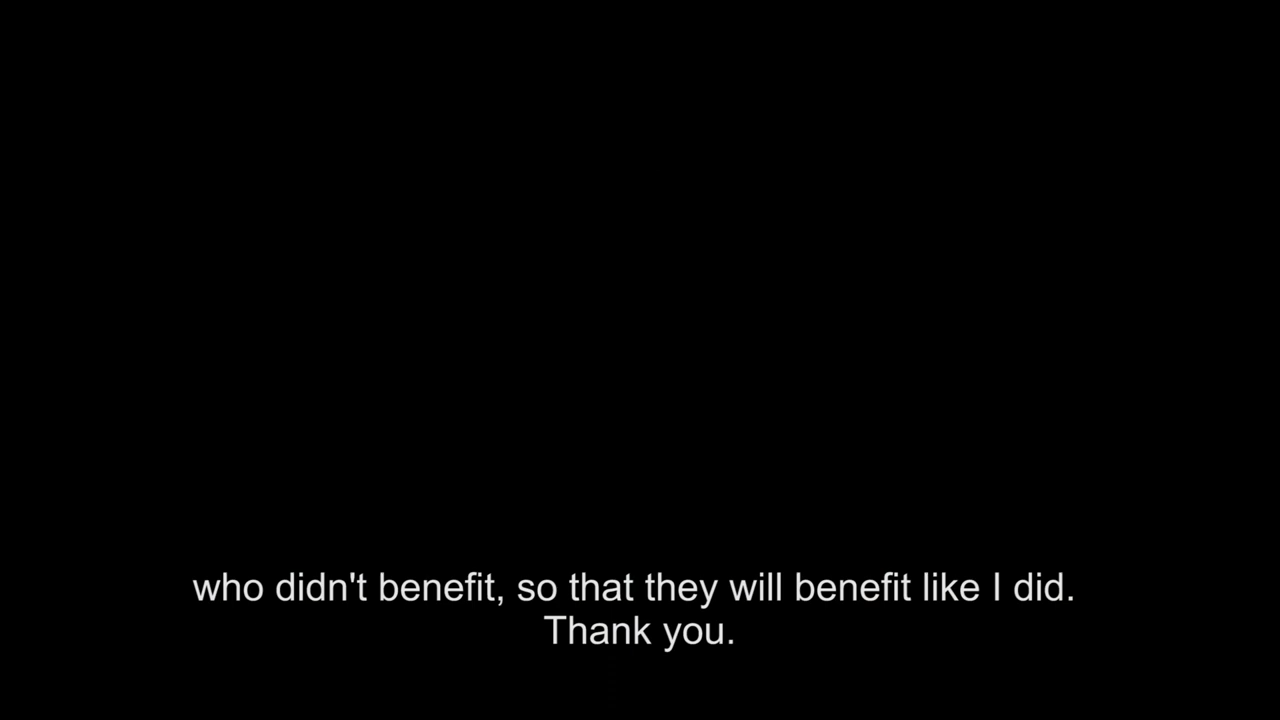 who didn't benefit, so that they will benefit like I did.
Thank you.